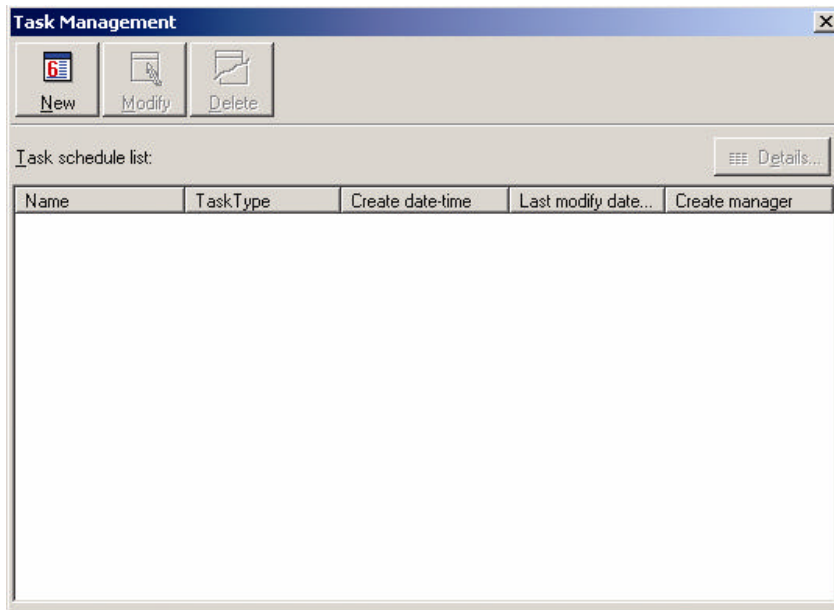 Task Management
6
New Modify Delete
Task schedule list: Details...
Name TaskType Create date-time Last modify date... Create manager